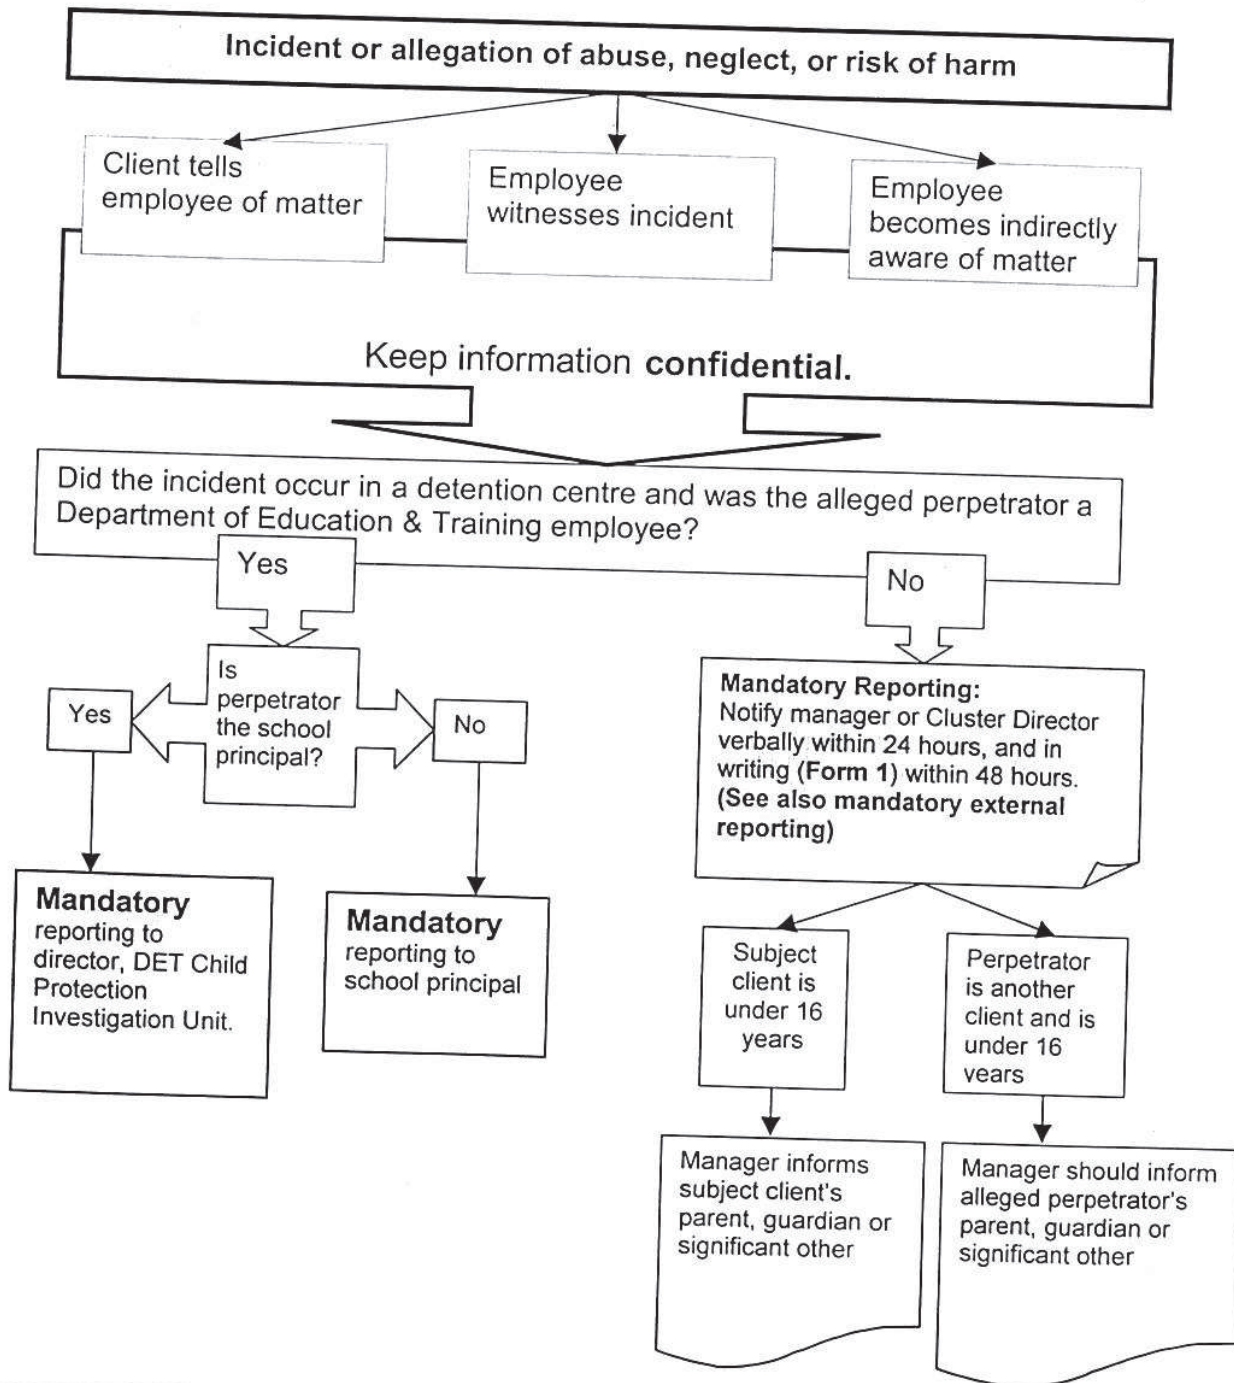 Incident or allegation of abuse, neglect, or risk of harm
Client tells
employee of matter
Employee
witnesses incident
Employee
becomes indirectly
aware of matter
Keep information confidential.
Did the incident occur in a detention centre and was the alleged perpetrator a
Department of Education & Training employee?
Yes
No
Is
perpetrator
the school
principal?
Yes
No
Mandatory
reporting to
director, DET Child
Protection
Investigation Unit.
Mandatory
reporting to
school principal
Mandatory Reporting:
Notify manager or Cluster Director
verbally within 24 hours, and in
writing (Form 1) within 48 hours.
(See also mandatory external
reporting)
Subject
client is
under 16
years
Perpetrator
is another
client and is
under 16
years
Manager informs
subject client's
parent, guardian or
significant other
Manager should inform
alleged perpetrator's
parent, guardian or
significant other